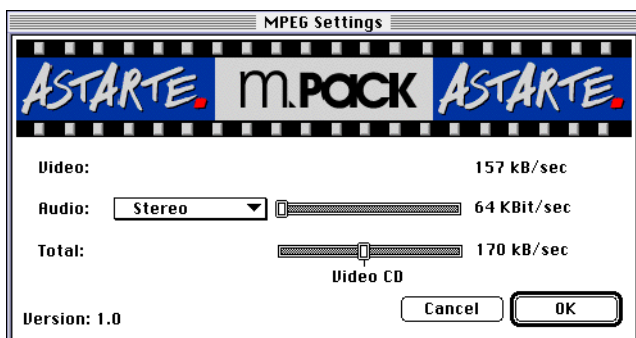 MPEG Settings
ASTARTE. M.PACK ASTARTE.
Video: 157 kB/sec
Audio: Stereo 64 KBit/sec
Total: 170 kB/sec
Video CD
Cancel OK
Version: 1.0